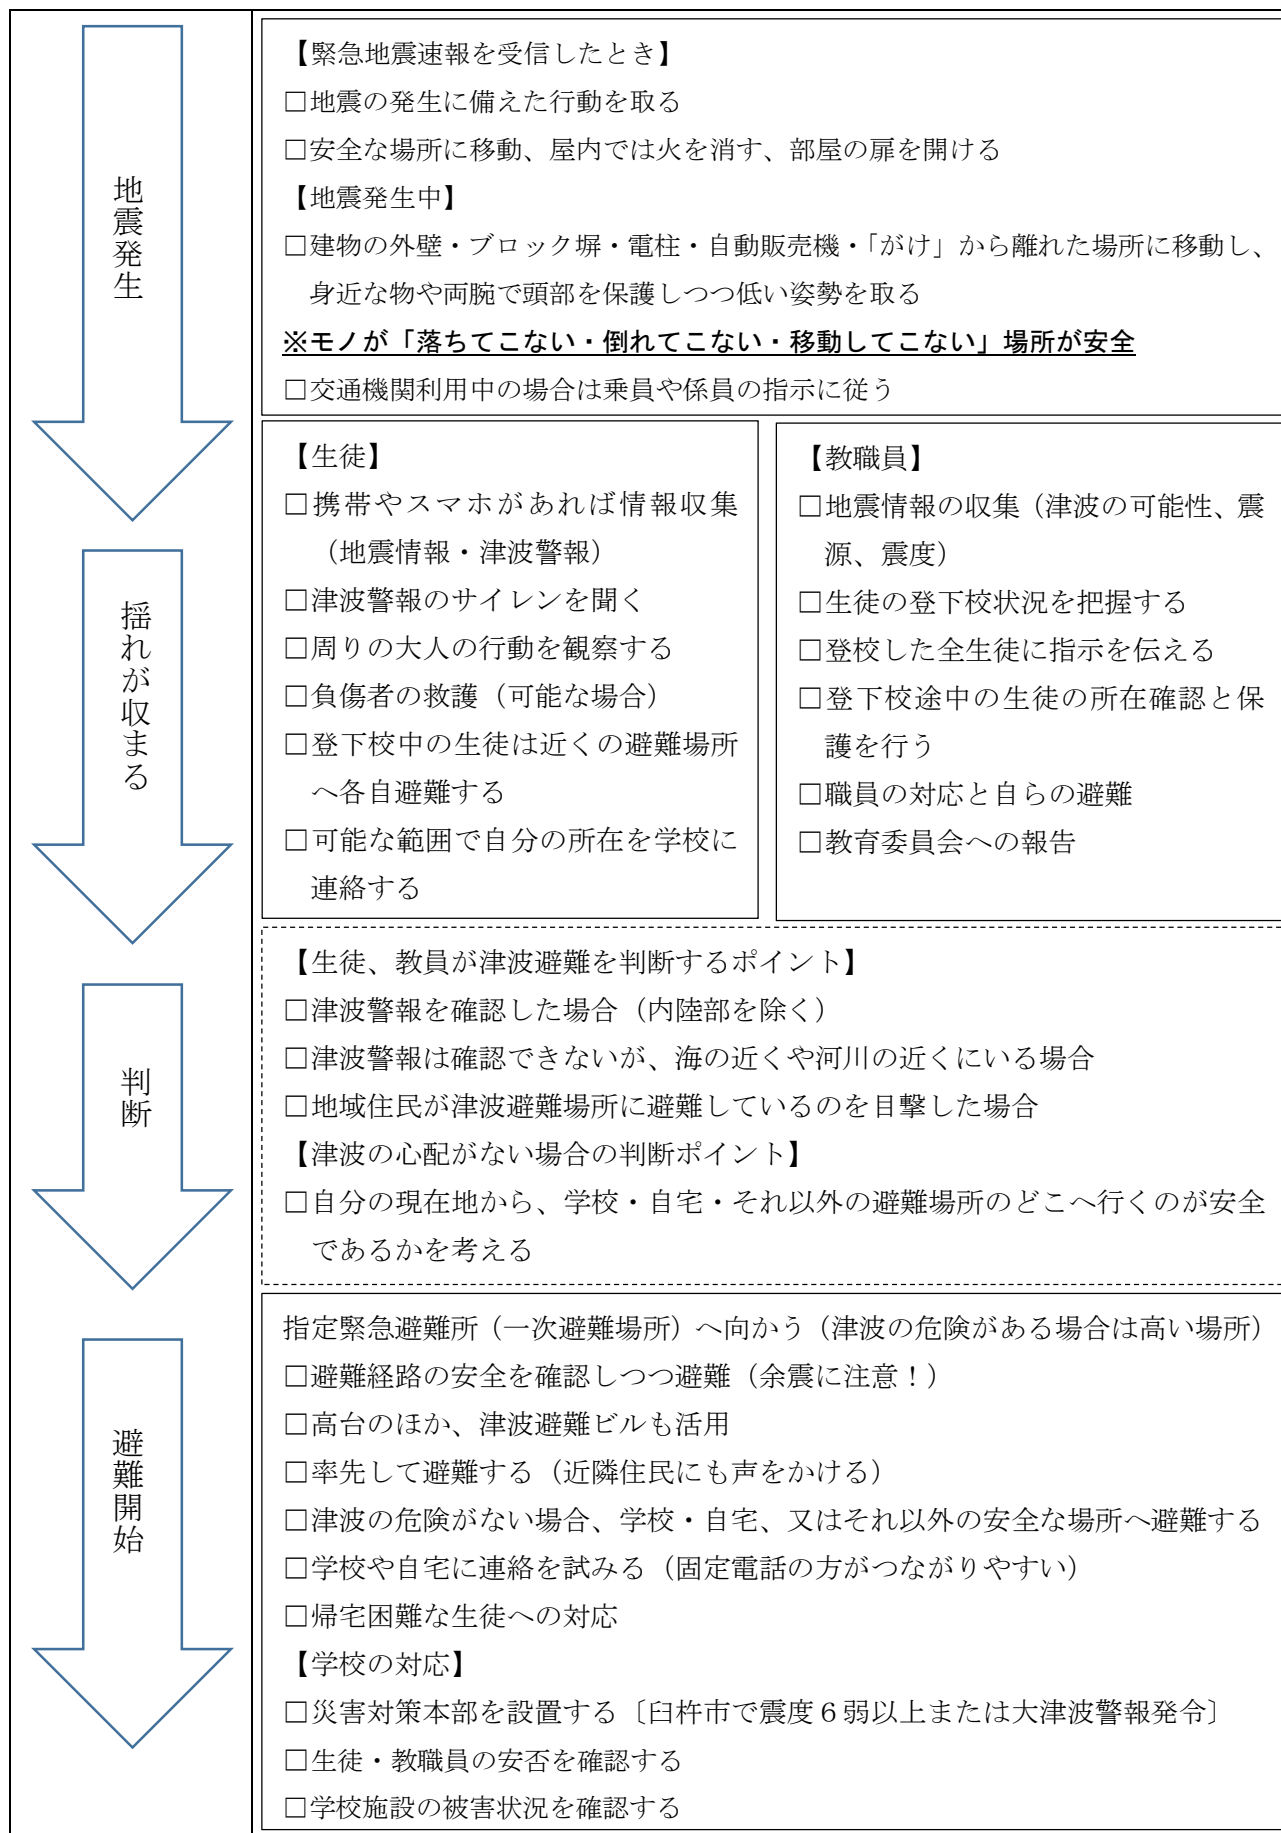 地震発生
【緊急地震速報を受信したとき】
□地震の発生に備えた行動を取る
□安全な場所に移動、屋内では火を消す、部屋の扉を開ける
【地震発生中】
□建物の外壁・ブロック塀・電柱・自動販売機・「がけ」から離れた場所に移動し、
身近な物や両腕で頭部を保護しつつ低い姿勢を取る
※モノが「落ちてこない・倒れてこない・移動してこない」場所が安全
□交通機関利用中の場合は乗員や係員の指示に従う
揺れが収まる
【生徒】
□携帯やスマホがあれば情報収集
（地震情報・津波警報）
□津波警報のサイレンを聞く
□周りの大人の行動を観察する
□負傷者の救護（可能な場合）
□登下校中の生徒は近くの避難場所
へ各自避難する
□可能な範囲で自分の所在を学校に
連絡する
【教職員】
□地震情報の収集（津波の可能性、震
源、震度）
□生徒の登下校状況を把握する
□登校した全生徒に指示を伝える
□登下校途中の生徒の所在確認と保
護を行う
□職員の対応と自らの避難
□教育委員会への報告
判断
【生徒、教員が津波避難を判断するポイント】
□津波警報を確認した場合（内陸部を除く）
□津波警報は確認できないが、海の近くや河川の近くにいる場合
□地域住民が津波避難場所に避難しているのを目撃した場合
【津波の心配がない場合の判断ポイント】
□自分の現在地から、学校・自宅・それ以外の避難場所のどこへ行くのが安全
であるかを考える
避難開始
指定緊急避難所（一次避難場所）へ向かう（津波の危険がある場合は高い場所）
□避難経路の安全を確認しつつ避難（余震に注意！）
□高台のほか、津波避難ビルも活用
□率先して避難する（近隣住民にも声をかける）
□津波の危険がない場合、学校・自宅、又はそれ以外の安全な場所へ避難する
□学校や自宅に連絡を試みる（固定電話の方がつながりやすい）
□帰宅困難な生徒への対応
【学校の対応】
□災害対策本部を設置する〔臼杵市で震度６弱以上または大津波警報発令〕
□生徒・教職員の安否を確認する
□学校施設の被害状況を確認する